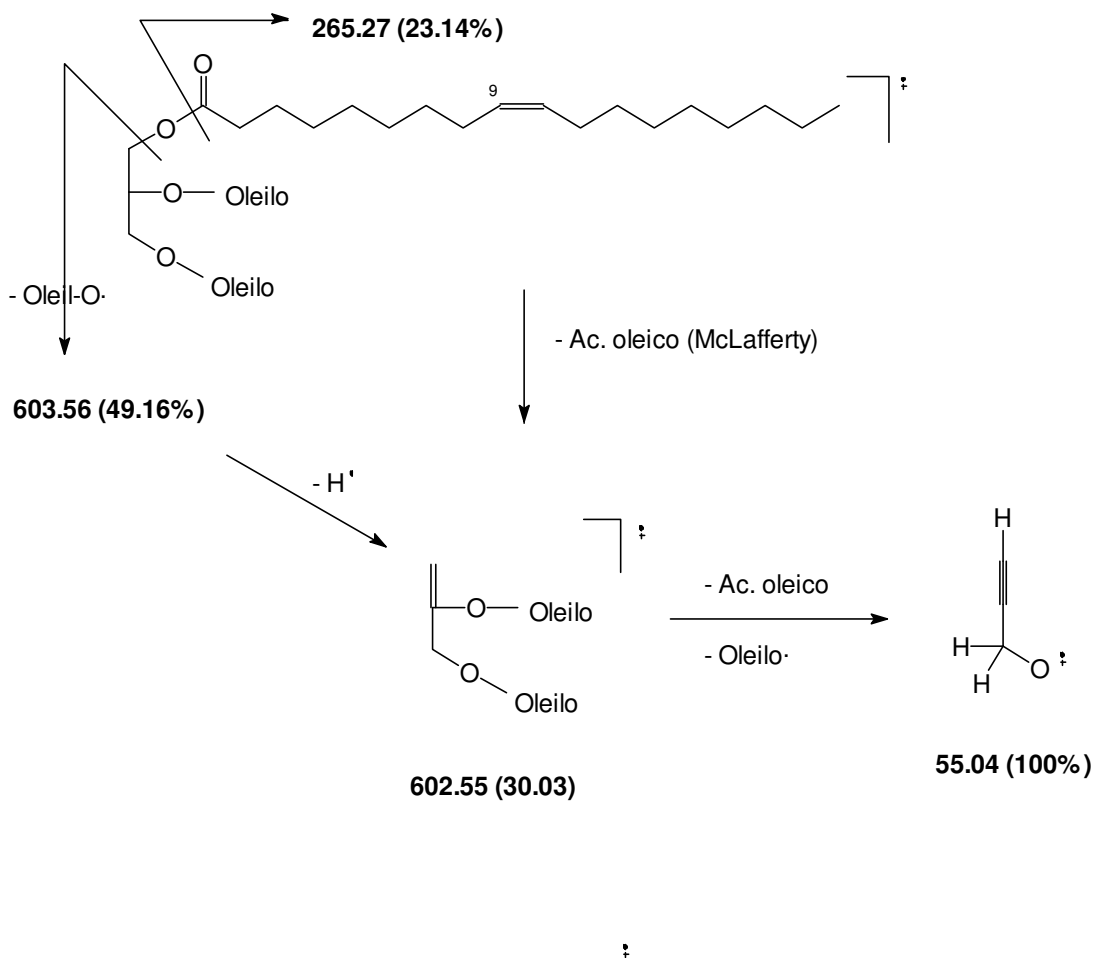 265.27 (23.14%)
O
9
O
O
Oleilo
O
Oleilo
- Oleil-O·
- Ac. oleico (McLafferty)
603.56 (49.16%)
- H
H
- Ac. oleico
O
Oleilo
H
- Oleilo·
O
H
O
Oleilo
55.04 (100%)
602.55 (30.03)